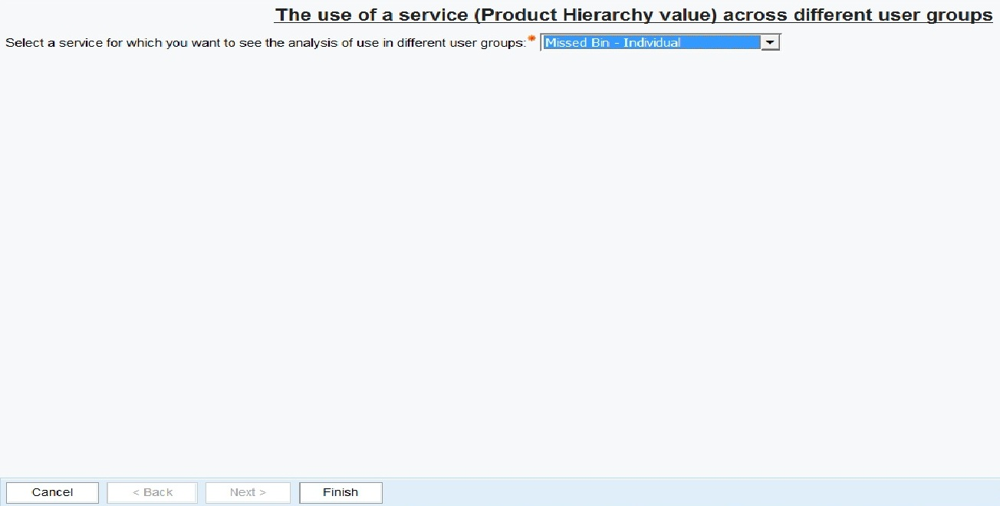 The use of a service (Product Hierarchy value) across different user groups
Select a service for which you want to see the analysis of use in different user groups:* Missed Bin - Individual
Cancel < Back Next > Finish